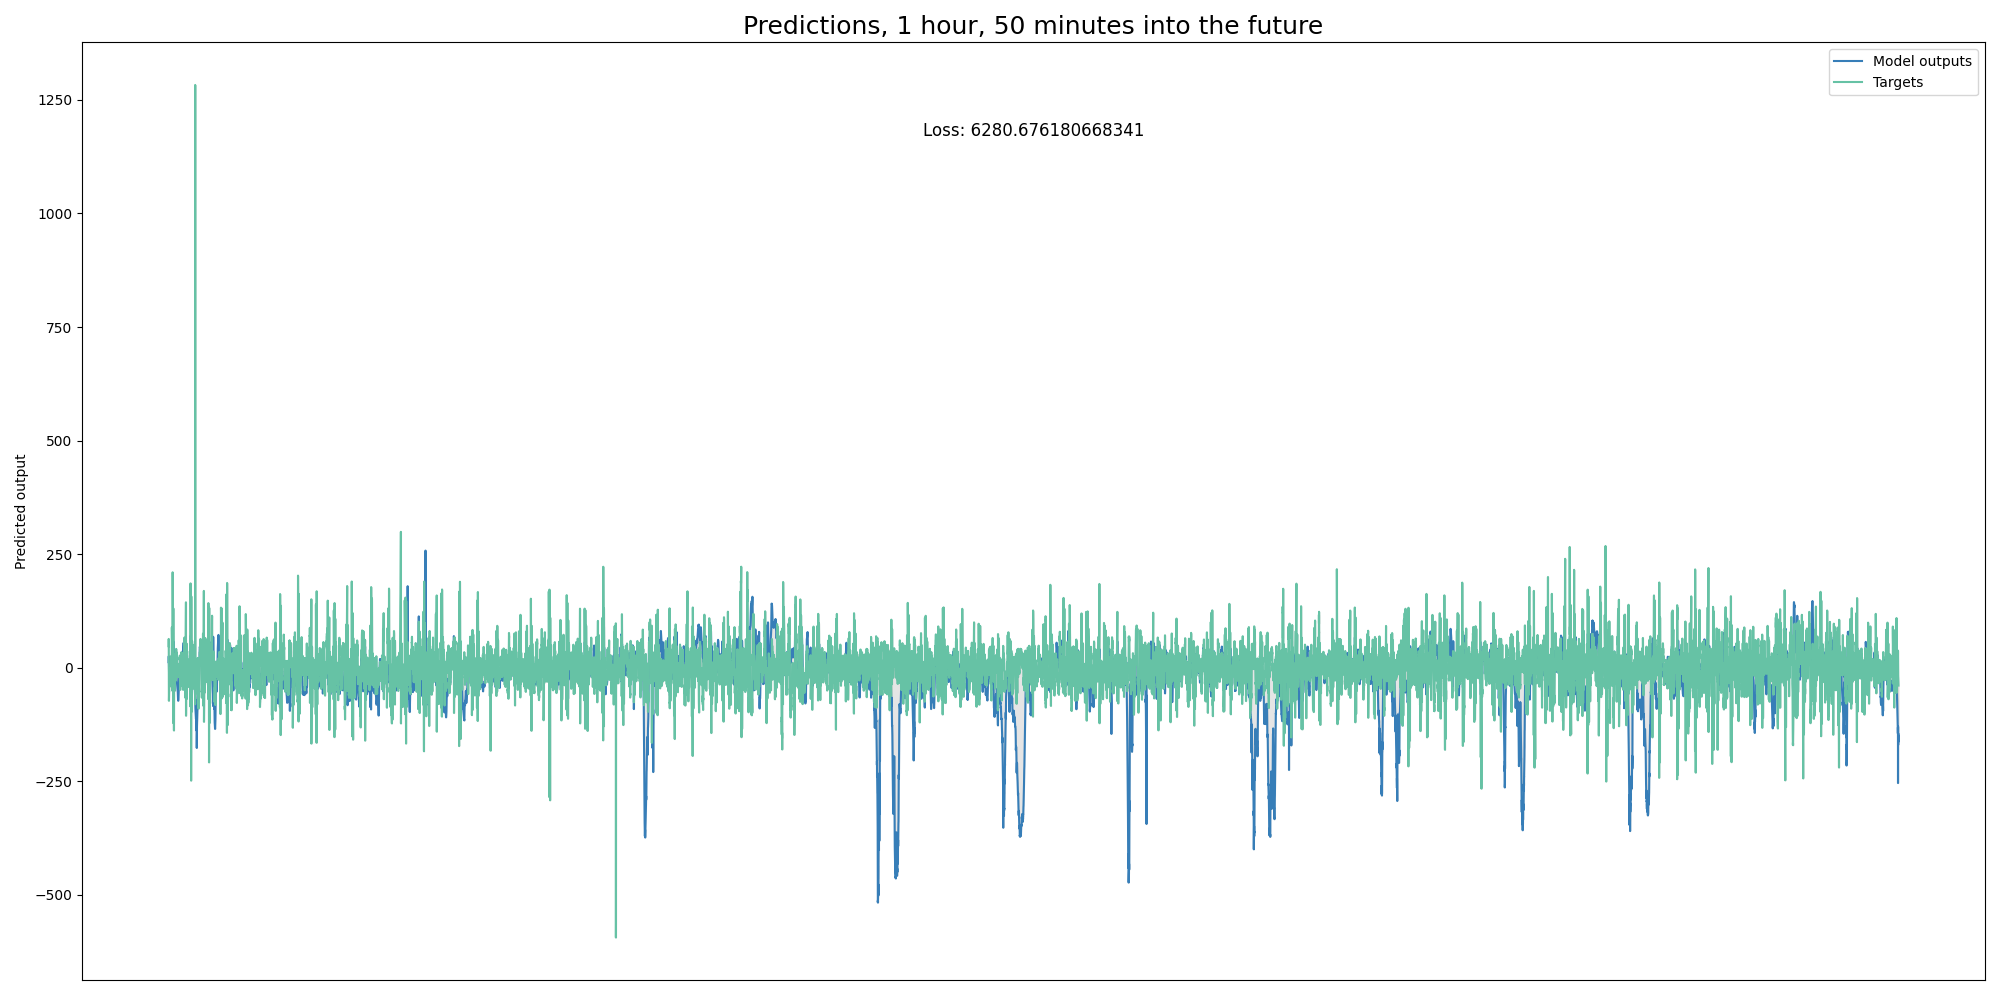 Predictions, 1 hour, 50 minutes into the future
Model outputs
Targets
Loss: 6280.676180668341
Predicted output
1250
1000
750
500
250
0
−250
−500